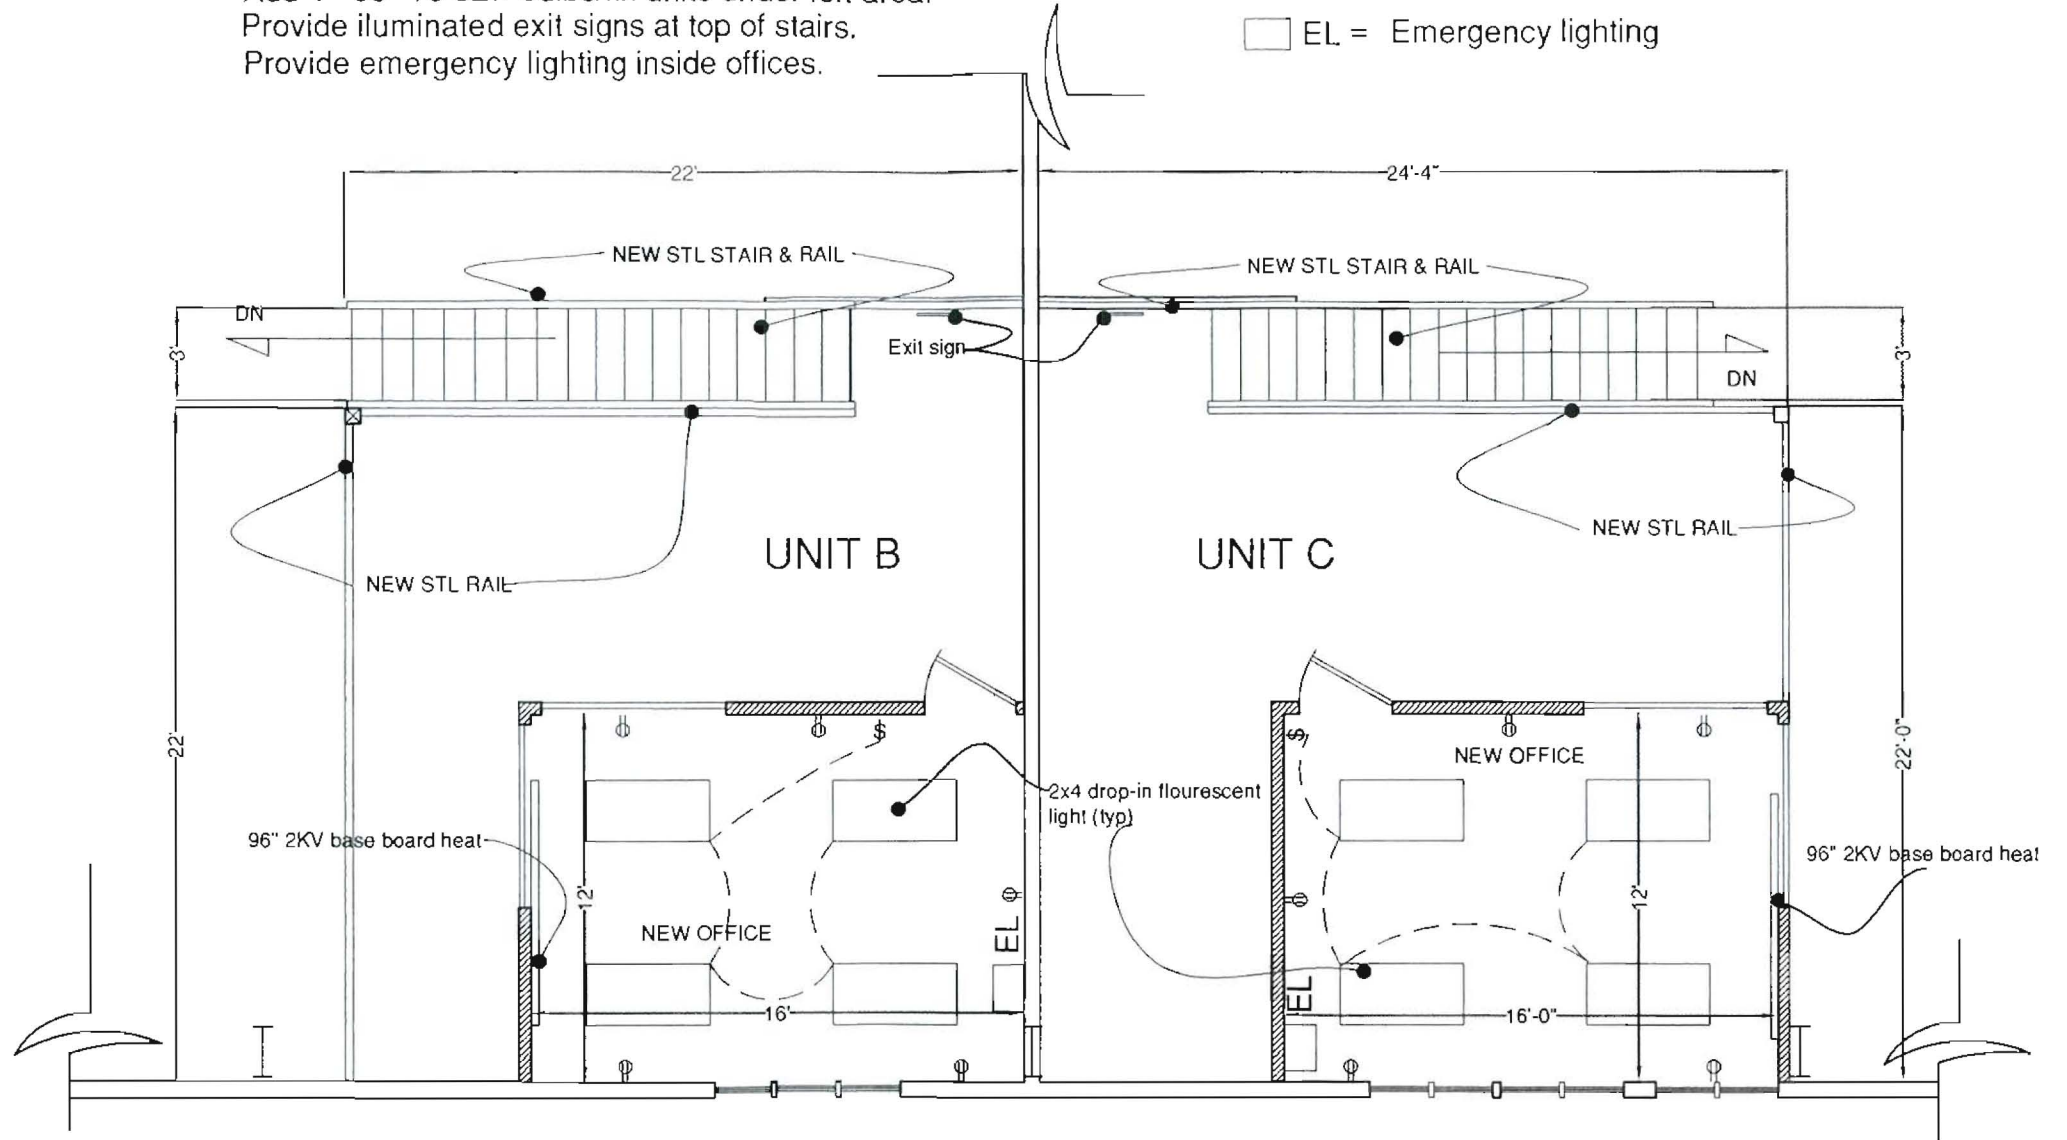 Provide iluminated exit signs at top of stairs.
Provide emergency lighting inside offices.
EL = Emergency lighting
22'
24'-4"
NEW STL STAIR & RAIL
NEW STL STAIR & RAIL
DN
3'
Exit sign
3'
DN
NEW STL RAIL
UNIT B
UNIT C
NEW STL RAIL
22'
22'-0"
$
$
NEW OFFICE
2x4 drop-in flourescent
light (typ)
96" 2KV base board heat
96" 2KV base board heat
12'
12'
NEW OFFICE
EL
EL
16'
16'-0"